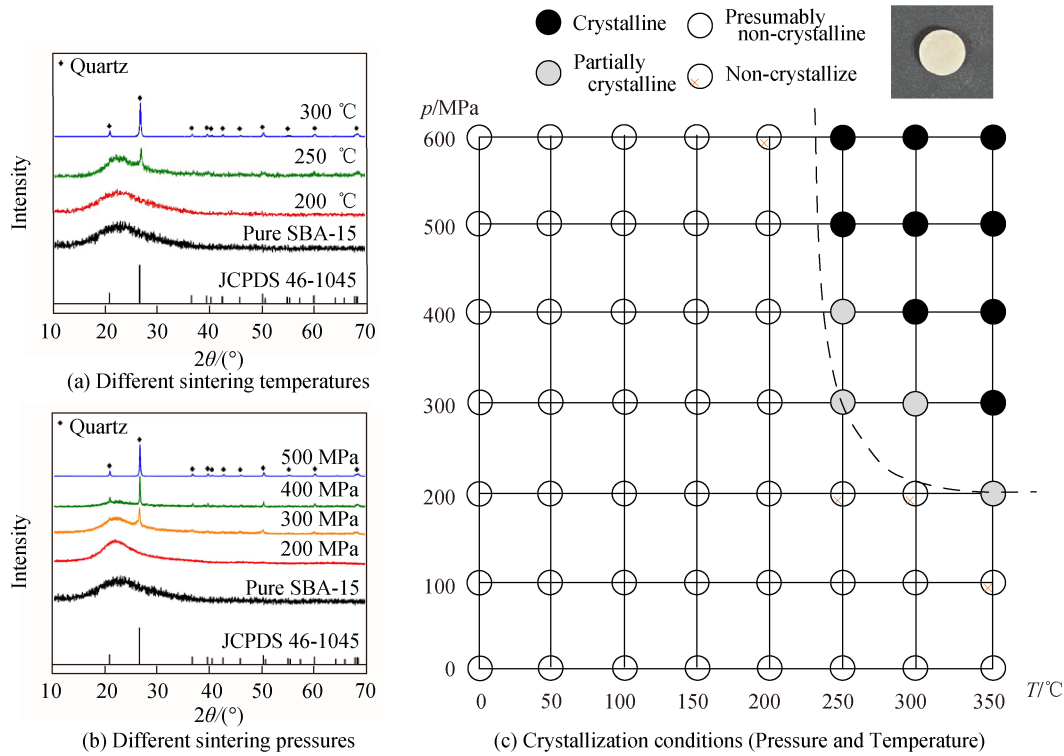 Quartz
300 ℃
250 ℃
200 ℃
Pure SBA-15
JCPDS 46-1045
Intensity
10 20 30 40 50 60 70
2θ/(°)
(a) Different sintering temperatures
Quartz
500 MPa
400 MPa
300 MPa
200 MPa
Pure SBA-15
JCPDS 46-1045
Intensity
10 20 30 40 50 60 70
2θ/(°)
(b) Different sintering pressures
Crystalline
Presumably
non-crystalline
Partially
crystalline
Non-crystallize
p/MPa
600
500
400
300
200
100
0
0 50 100 150 200 250 300 350
T/℃
(c) Crystallization conditions (Pressure and Temperature)